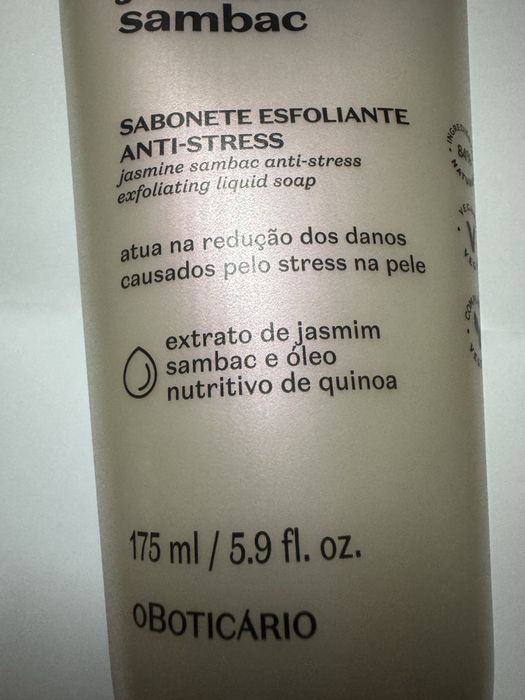 sambac
SABONETE ESFOLIANTE
ANTI-STRESS
jasmine sambac anti-stress
exfoliating liquid soap
atua na redução dos danos
causados pelo stress na pele
extrato de jasmim
sambac e óleo
nutritivo de quinoa
175 ml / 5.9 fl. oz.
oBOTICÁRIO